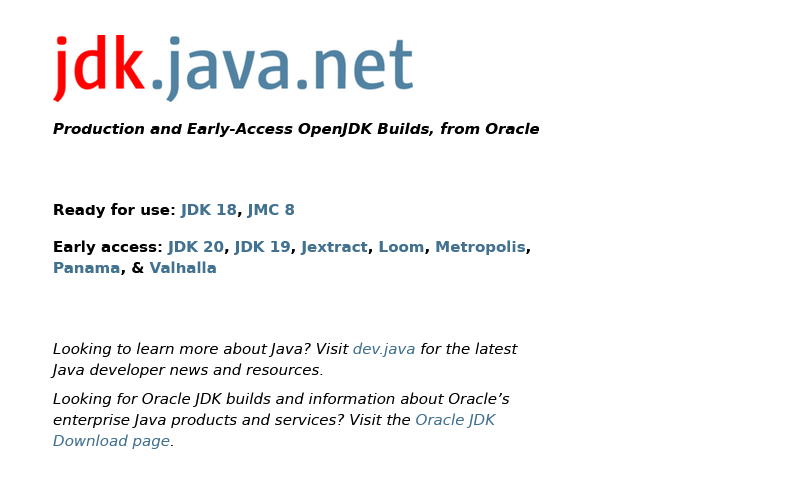 jdk.java.net
Production and Early-Access OpenJDK Builds, from Oracle
Ready for use: JDK 18, JMC 8
Early access: JDK 20, JDK 19, Jextract, Loom, Metropolis,
Panama, & Valhalla
Looking to learn more about Java? Visit dev.java for the latest
Java developer news and resources.
Looking for Oracle JDK builds and information about Oracle’s
enterprise Java products and services? Visit the Oracle JDK
Download page.